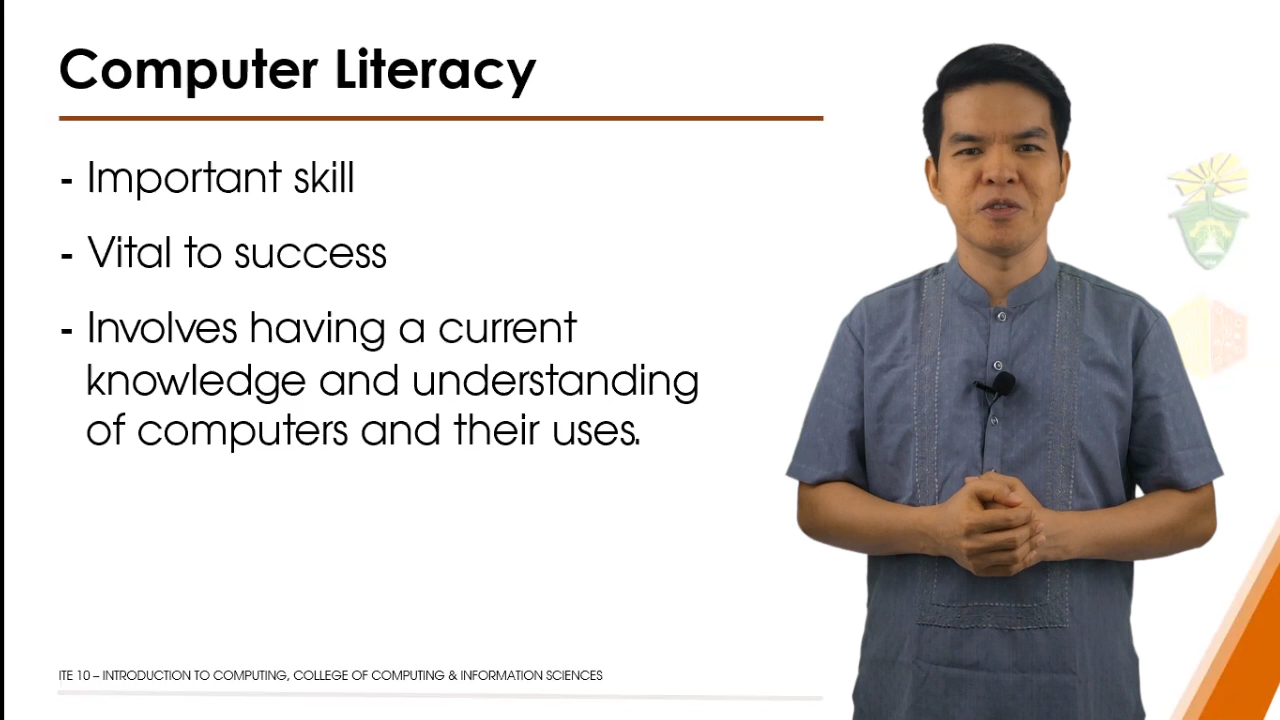 Computer Literacy
- Important skill
- Vital to success
- Involves having a current
knowledge and understanding
of computers and their uses.
ITE 10 – INTRODUCTION TO COMPUTING, COLLEGE OF COMPUTING & INFORMATION SCIENCES